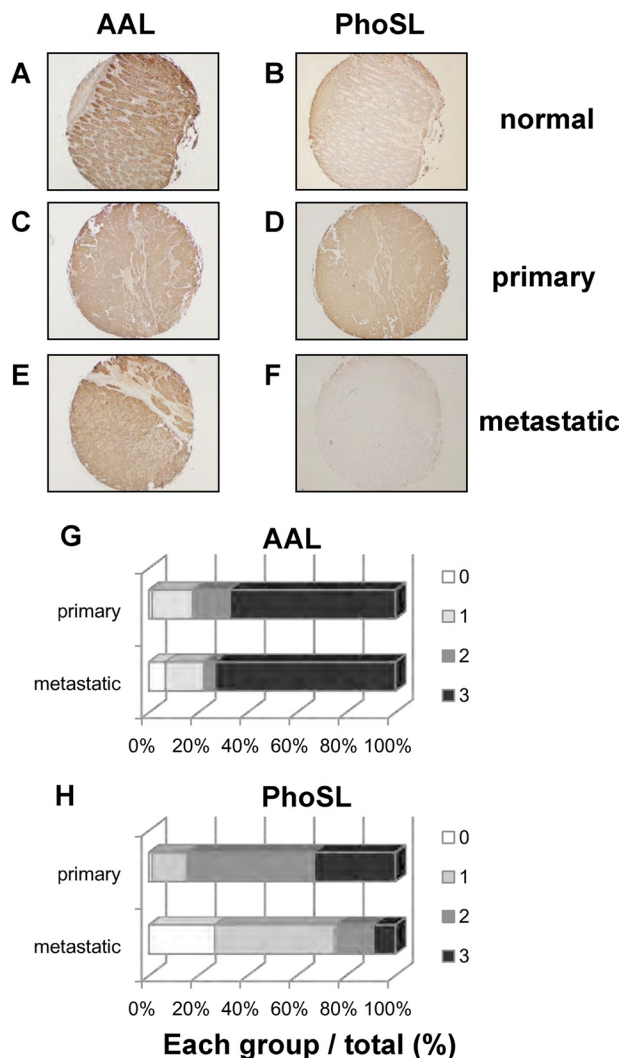 AAL PhoSL
A B normal
C D primary
E F metastatic
G AAL
primary
metastatic
0
1
2
3
0% 20% 40% 60% 80% 100%
H PhoSL
primary
metastatic
0
1
2
3
0% 20% 40% 60% 80% 100%
Each group / total (%)